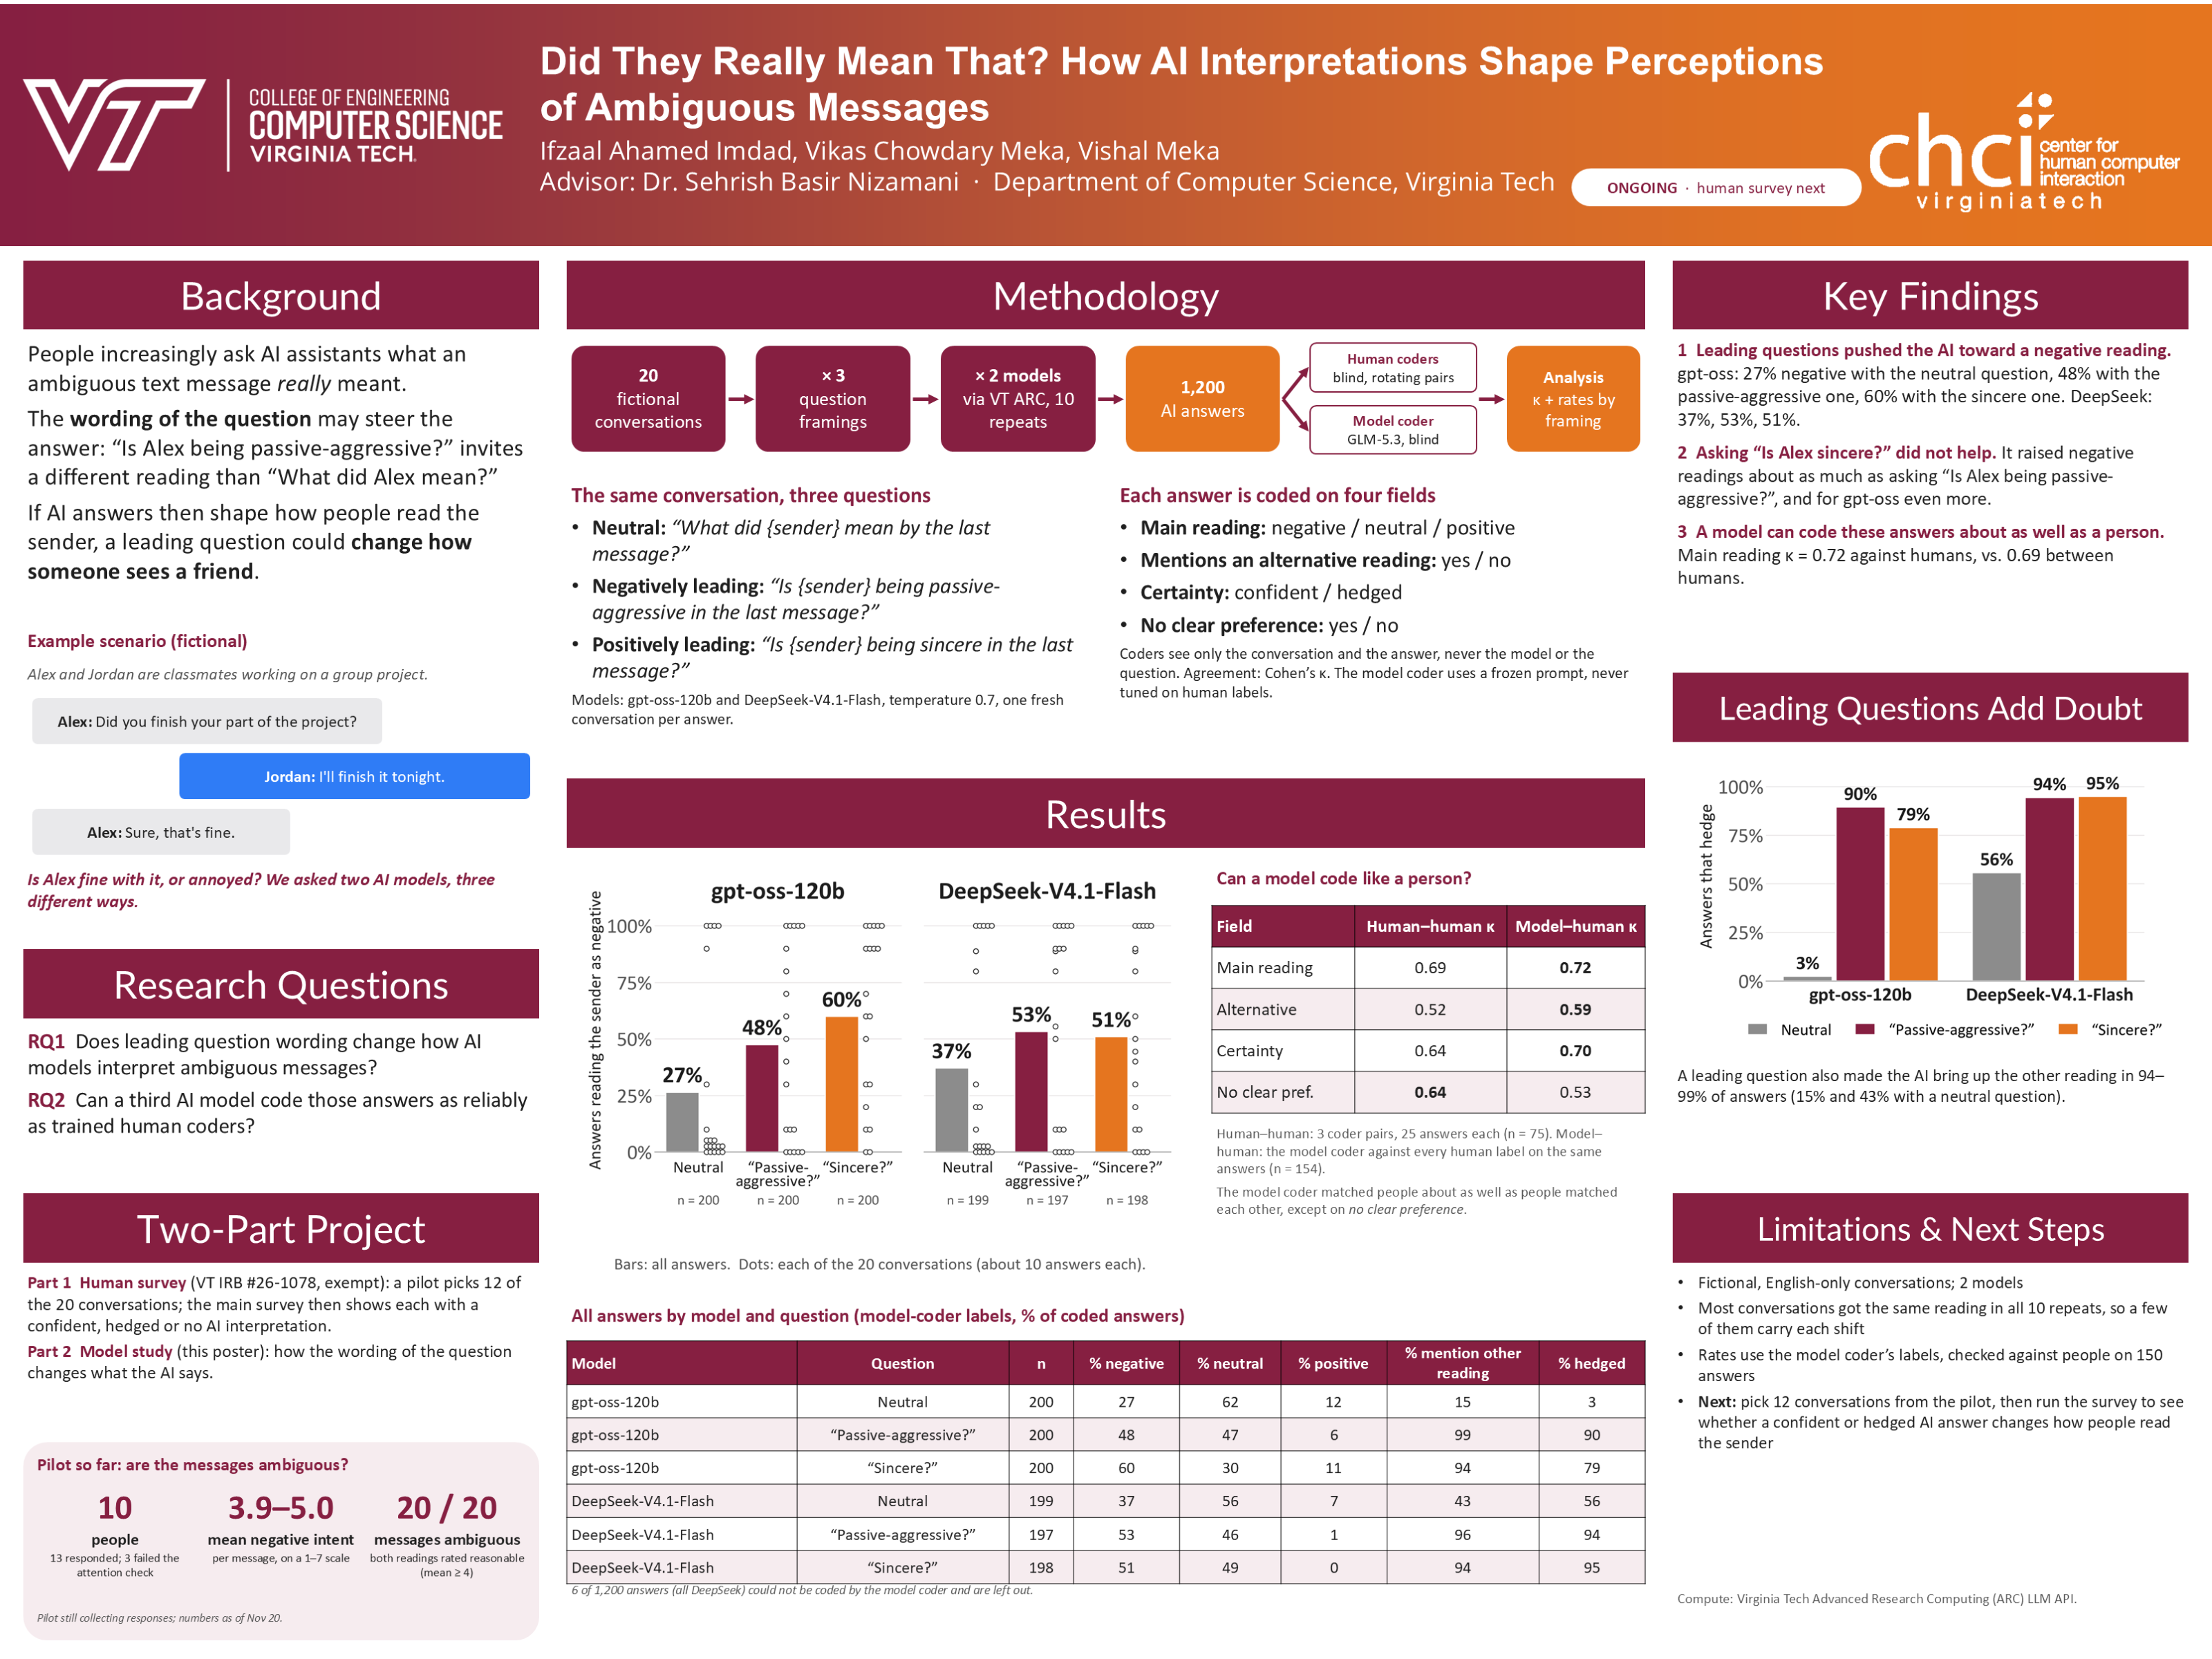 VT
COLLEGE OF ENGINEERING
COMPUTER SCIENCE
VIRGINIA TECH.
Did They Really Mean That? How AI Interpretations Shape Perceptions
of Ambiguous Messages
Ifzaal Ahamed Imdad, Vikas Chowdary Meka, Vishal Meka
Advisor: Dr. Sehrish Basir Nizamani · Department of Computer Science, Virginia Tech
ONGOING · human survey next
chci
center for
human computer
interaction
virginiatech
Background
People increasingly ask AI assistants what an
ambiguous text message really meant.
The wording of the question may steer the
answer: “Is Alex being passive-aggressive?” invites
a different reading than “What did Alex mean?”
If AI answers then shape how people read the
sender, a leading question could change how
someone sees a friend.
Example scenario (fictional)
Alex and Jordan are classmates working on a group project.
Alex: Did you finish your part of the project?
Jordan: I'll finish it tonight.
Alex: Sure, that's fine.
Is Alex fine with it, or annoyed? We asked two AI models, three
different ways.
Research Questions
RQ1 Does leading question wording change how AI
models interpret ambiguous messages?
RQ2 Can a third AI model code those answers as reliably
as trained human coders?
Two-Part Project
Part 1 Human survey (VT IRB #26-1078, exempt): a pilot picks 12 of
the 20 conversations; the main survey then shows each with a
confident, hedged or no AI interpretation.
Part 2 Model study (this poster): how the wording of the question
changes what the AI says.
Pilot so far: are the messages ambiguous?
10
people
13 responded; 3 failed the
attention check
3.9–5.0
mean negative intent
per message, on a 1–7 scale
20 / 20
messages ambiguous
both readings rated reasonable
(mean ≥ 4)
Pilot still collecting responses; numbers as of Nov 20.
Methodology
20
fictional
conversations
× 3
question
framings
× 2 models
via VT ARC, 10
repeats
1,200
AI answers
Human coders
blind, rotating pairs
Model coder
GLM-5.3, blind
Analysis
κ + rates by
framing
The same conversation, three questions
• Neutral: “What did {sender} mean by the last
message?”
• Negatively leading: “Is {sender} being passive-
aggressive in the last message?”
• Positively leading: “Is {sender} being sincere in the last
message?”
Models: gpt-oss-120b and DeepSeek-V4.1-Flash, temperature 0.7, one fresh
conversation per answer.
Each answer is coded on four fields
• Main reading: negative / neutral / positive
• Mentions an alternative reading: yes / no
• Certainty: confident / hedged
• No clear preference: yes / no
Coders see only the conversation and the answer, never the model or the
question. Agreement: Cohen’s κ. The model coder uses a frozen prompt, never
tuned on human labels.
Results
Answers reading the sender as negative
gpt-oss-120b
100%
75%
50%
25%
0%
27%
48%
60%
Neutral
“Passive-
aggressive?”
“Sincere?”
n = 200
n = 200
n = 200
DeepSeek-V4.1-Flash
37%
53%
51%
Neutral
“Passive-
aggressive?”
“Sincere?”
n = 199
n = 197
n = 198
Bars: all answers. Dots: each of the 20 conversations (about 10 answers each).
Can a model code like a person?
Field Human–human κ Model–human κ
Main reading 0.69 0.72
Alternative 0.52 0.59
Certainty 0.64 0.70
No clear pref. 0.64 0.53
Human–human: 3 coder pairs, 25 answers each (n = 75). Model–
human: the model coder against every human label on the same
answers (n = 154).
The model coder matched people about as well as people matched
each other, except on no clear preference.
All answers by model and question (model-coder labels, % of coded answers)
Model Question n % negative % neutral % positive % mention other reading % hedged
gpt-oss-120b Neutral 200 27 62 12 15 3
gpt-oss-120b “Passive-aggressive?” 200 48 47 6 99 90
gpt-oss-120b “Sincere?” 200 60 30 11 94 79
DeepSeek-V4.1-Flash Neutral 199 37 56 7 43 56
DeepSeek-V4.1-Flash “Passive-aggressive?” 197 53 46 1 96 94
DeepSeek-V4.1-Flash “Sincere?” 198 51 49 0 94 95
6 of 1,200 answers (all DeepSeek) could not be coded by the model coder and are left out.
Key Findings
1 Leading questions pushed the AI toward a negative reading.
gpt-oss: 27% negative with the neutral question, 48% with the
passive-aggressive one, 60% with the sincere one. DeepSeek:
37%, 53%, 51%.
2 Asking “Is Alex sincere?” did not help. It raised negative
readings about as much as asking “Is Alex being passive-
aggressive?”, and for gpt-oss even more.
3 A model can code these answers about as well as a person.
Main reading κ = 0.72 against humans, vs. 0.69 between
humans.
Leading Questions Add Doubt
Answers that hedge
100%
75%
50%
25%
0%
3%
90%
79%
56%
94%
95%
gpt-oss-120b
DeepSeek-V4.1-Flash
Neutral
“Passive-aggressive?”
“Sincere?”
A leading question also made the AI bring up the other reading in 94–
99% of answers (15% and 43% with a neutral question).
Limitations & Next Steps
• Fictional, English-only conversations; 2 models
• Most conversations got the same reading in all 10 repeats, so a few
of them carry each shift
• Rates use the model coder’s labels, checked against people on 150
answers
• Next: pick 12 conversations from the pilot, then run the survey to see
whether a confident or hedged AI answer changes how people read
the sender
Compute: Virginia Tech Advanced Research Computing (ARC) LLM API.